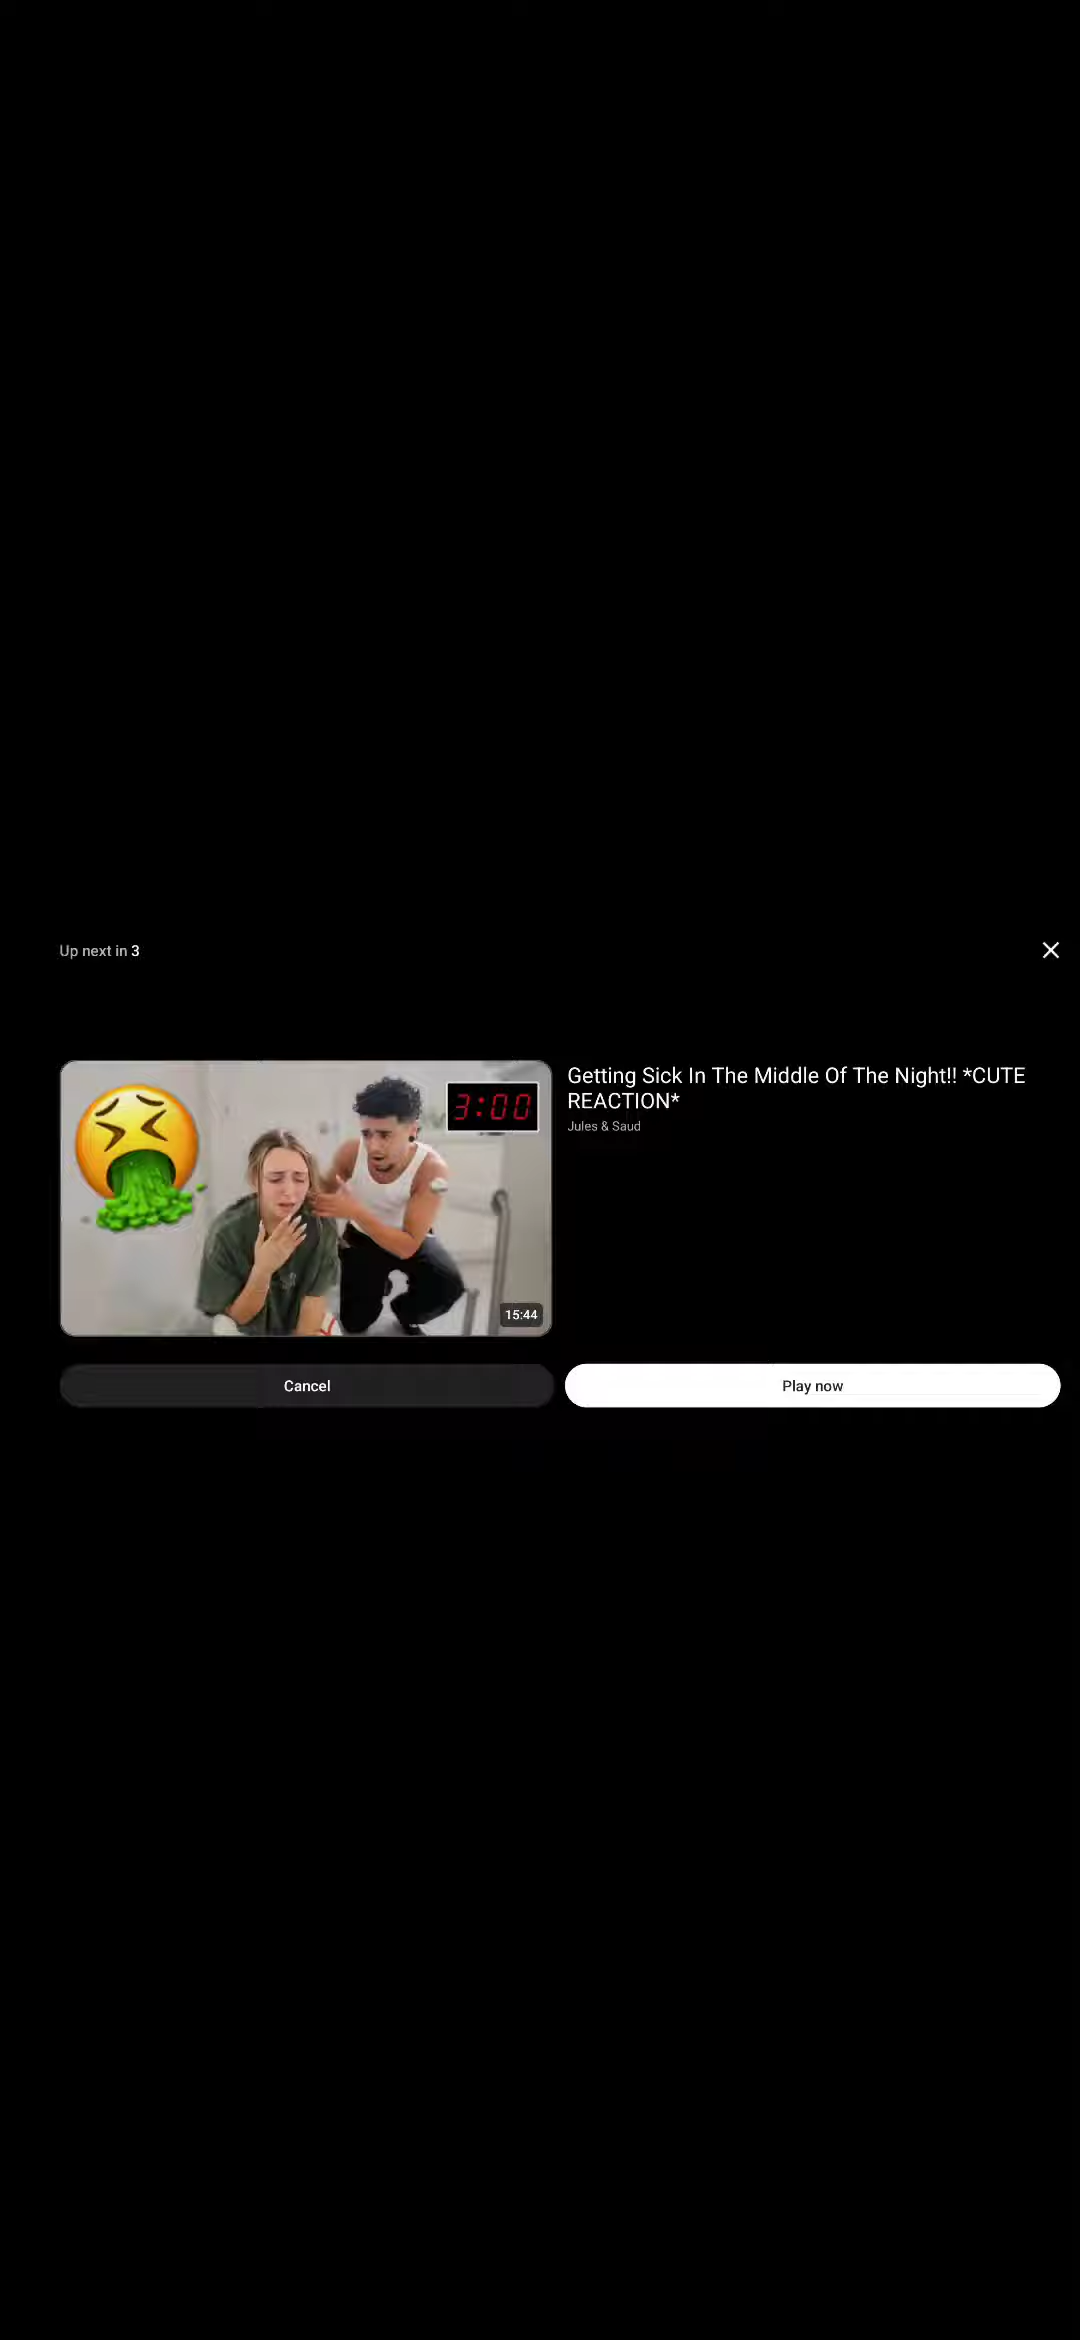 Up next in 3
3:00
Getting Sick In The Middle Of The Night!! *CUTE
REACTION*
Jules & Saud
15:44
Cancel
Play now